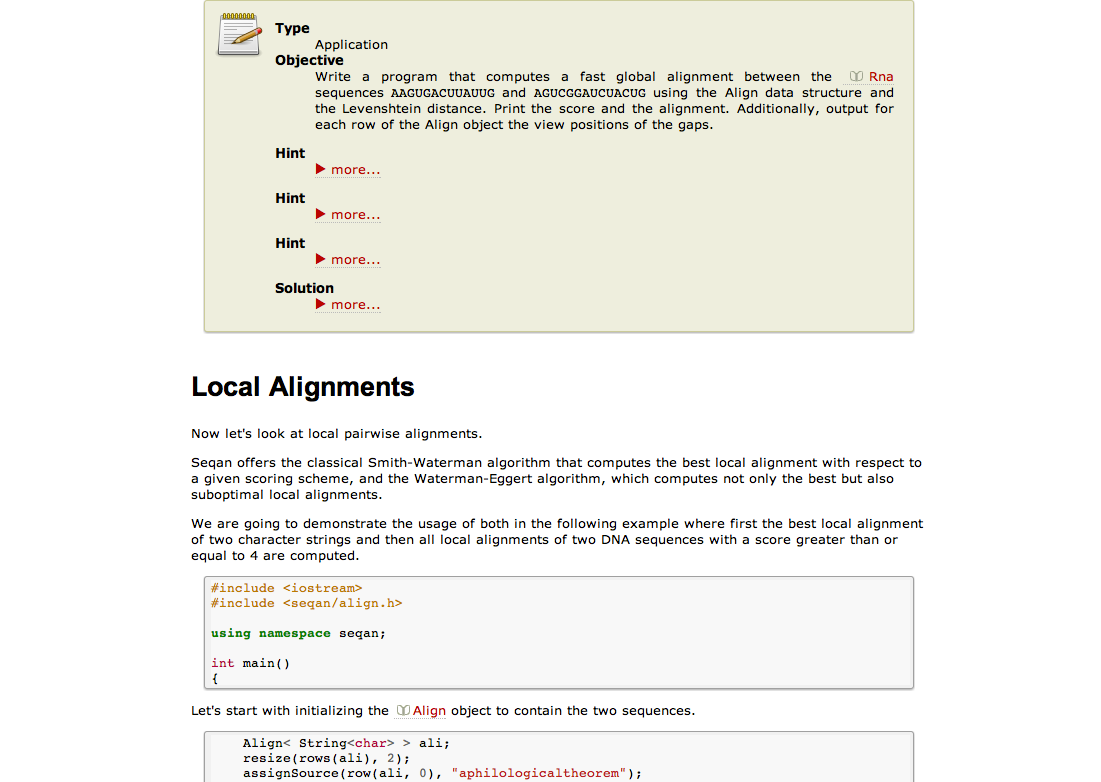 Type
Application
Objective
Write a program that computes a fast global alignment between the Rna
sequences AAGUGACUUAUUG and AGUCGGAUCUACUG using the Align data structure and
the Levenshtein distance. Print the score and the alignment. Additionally, output for
each row of the Align object the view positions of the gaps.
Hint
more...
Hint
more...
Hint
more...
Solution
more...
Local Alignments
Now let's look at local pairwise alignments.
Seqan offers the classical Smith-Waterman algorithm that computes the best local alignment with respect to
a given scoring scheme, and the Waterman-Eggert algorithm, which computes not only the best but also
suboptimal local alignments.
We are going to demonstrate the usage of both in the following example where first the best local alignment
of two character strings and then all local alignments of two DNA sequences with a score greater than or
equal to 4 are computed.
#include <iostream>
#include <seqan/align.h>
using namespace seqan;
int main()
{
Let's start with initializing the Align object to contain the two sequences.
Align< String<char> > ali;
resize(rows(ali), 2);
assignSource(row(ali, 0), "aphilologicaltheorem");